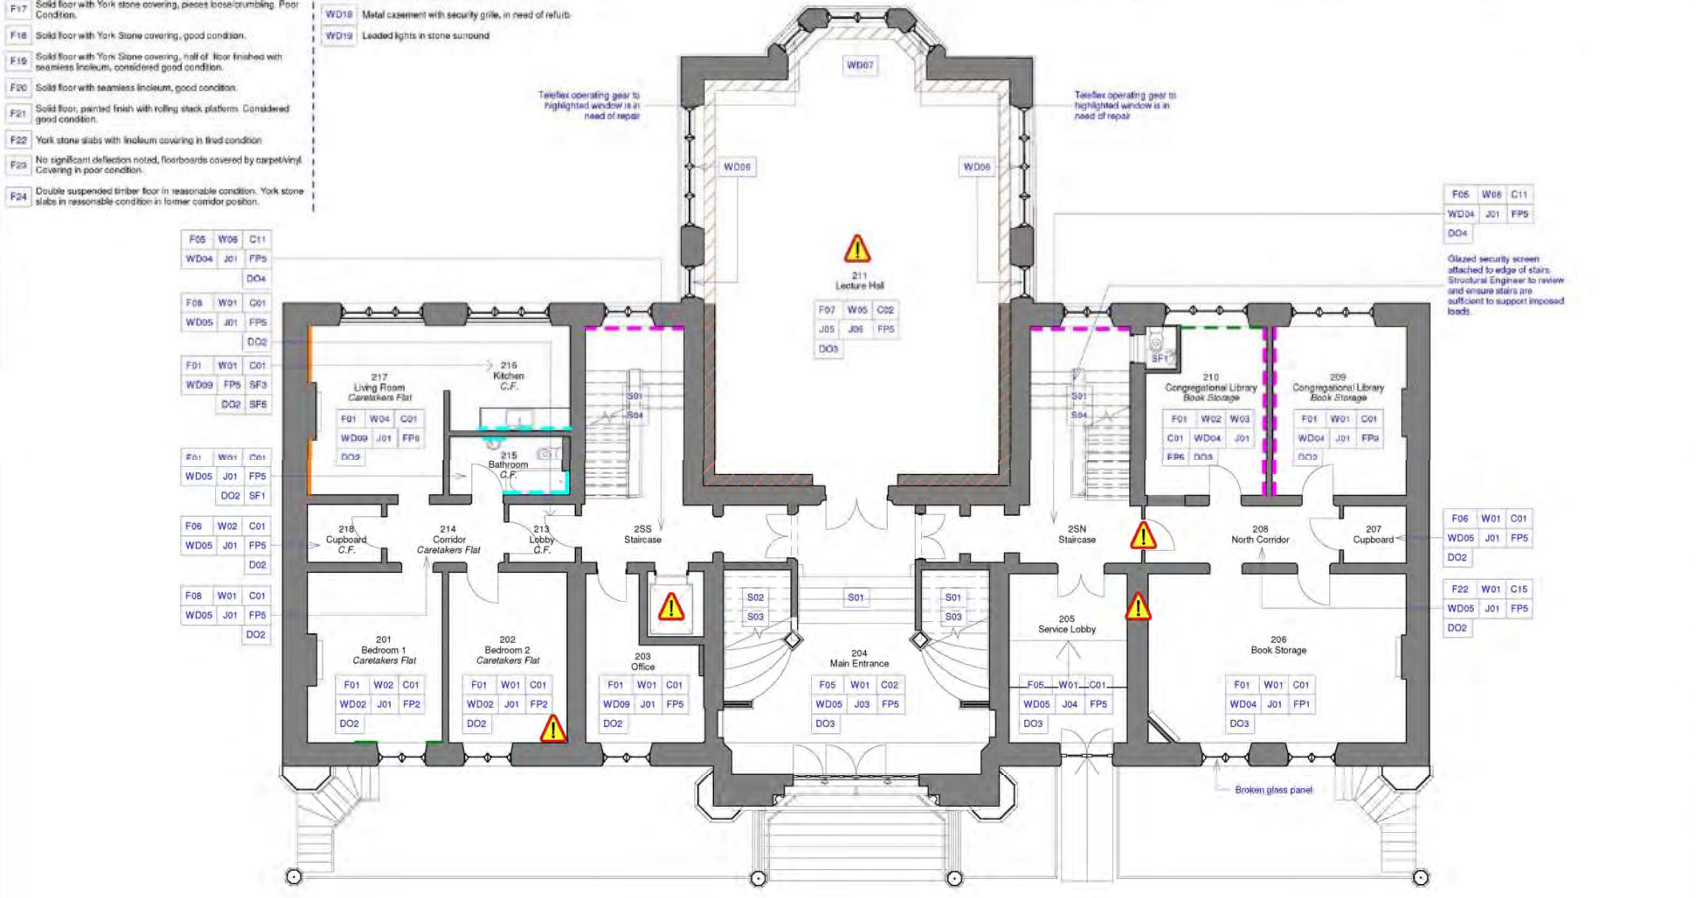 F17 Solid floor with York stone covering, pieces loose/crumbling. Poor
Condition.
F18 Solid floor with York Stone covering, good condition.
F19 Solid floor with York Stone covering, half of floor finished with
seamless linoleum, considered good condition.
F20 Solid floor with seamless linoleum, good condition.
F21 Solid floor, painted finish with rolling stack platform. Considered
good condition.
F22 York stone slabs with linoleum covering in tired condition
F23 No significant deflection noted, floorboards covered by carpet/vinyl.
Covering in poor condition.
F24 Double suspended timber floor in reasonable condition. York stone
slabs in reasonable condition in former corridor position.
WD18 Metal casement with security grille, in need of refurb
WD19 Leaded lights in stone surround
WD07
Teleflex operating gear to
highlighted window is in
need of repair
Teleflex operating gear to
highlighted window is in
need of repair
WD06
WD06
211
Lecture Hall
F07 W05 C02
J05 J06 FP5
DO3
F05 W06 C11
WD04 J01 FP5
DO4
F08 W01 C01
WD05 J01 FP5
DO2
F01 W01 C01
WD09 FP5 SF3
DO2 SF5
F01 W01 C01
WD05 J01 FP5
DO2 SF1
F06 W02 C01
WD05 J01 FP5
DO2
F08 W01 C01
WD05 J01 FP5
DO2
F05 W06 C11
WD04 J01 FP5
DO4
Glazed security screen
attached to edge of stairs.
Structural Engineer to review
and ensure stairs are
sufficient to support imposed
loads.
217
Living Room
Caretakers Flat
F01 W04 C01
WD09 J01 FP6
DO2
216
Kitchen
C.F.
215
Bathroom
C.F.
S01
S04
S01
S04
SF1
210
Congregational Library
Book Storage
F01 W02 W03
C01 WD04 J01
FP5 DO3
209
Congregational Library
Book Storage
F01 W01 C01
WD04 J01 FP9
DO2
218
Cupboard
C.F.
214
Corridor
Caretakers Flat
213
Lobby
C.F.
2SS
Staircase
2SN
Staircase
208
North Corridor
207
Cupboard
F06 W01 C01
WD05 J01 FP5
DO2
F22 W01 C15
WD05 J01 FP5
DO2
201
Bedroom 1
Caretakers Flat
F01 W02 C01
WD02 J01 FP2
DO2
202
Bedroom 2
Caretakers Flat
F01 W01 C01
WD02 J01 FP2
DO2
203
Office
F01 W01 C01
WD09 J01 FP5
DO2
S02
S03
S01
S01
S03
204
Main Entrance
F05 W01 C02
WD05 J03 FP5
DO3
205
Service Lobby
F05 W01 C01
WD05 J04 FP5
DO3
206
Book Storage
F01 W01 C01
WD04 J01 FP1
DO3
Broken glass panel